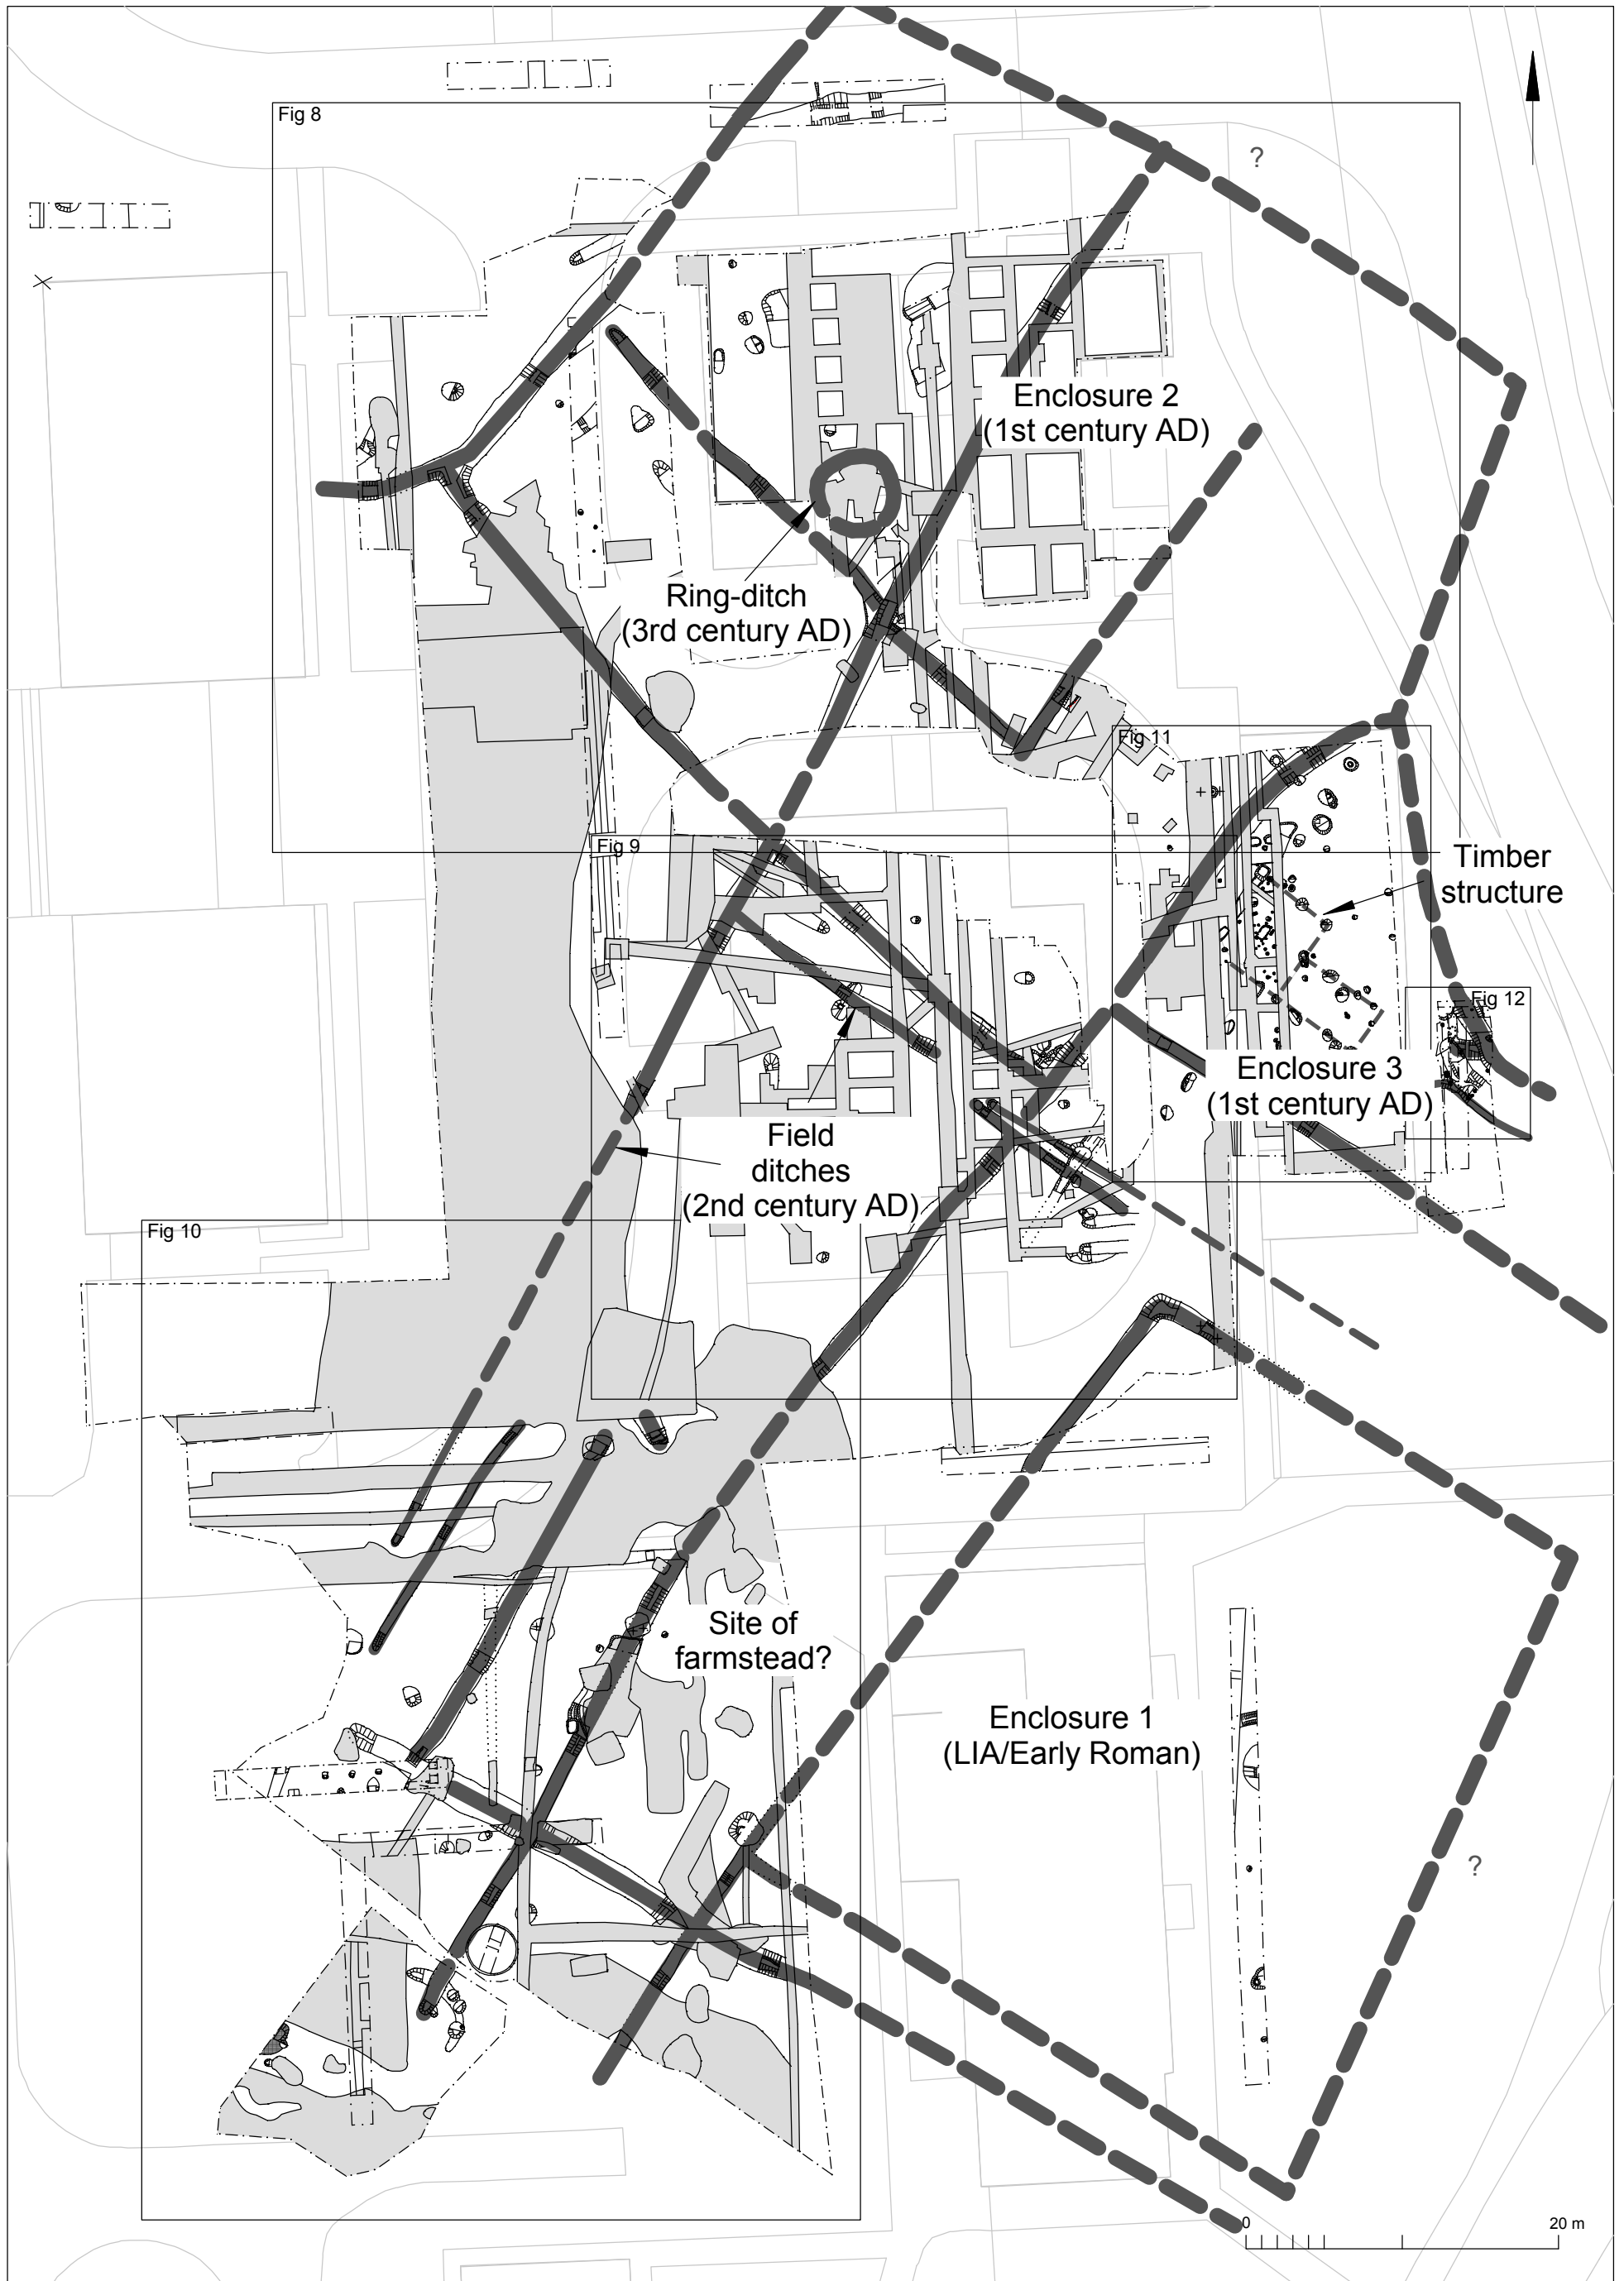 Fig 8
?
Enclosure 2
(1st century AD)
Ring-ditch
(3rd century AD)
Fig 11
Fig 9
Timber
structure
Fig 12
Enclosure 3
(1st century AD)
Field
ditches
(2nd century AD)
Fig 10
Site of
farmstead?
Enclosure 1
(LIA/Early Roman)
?
0
20 m